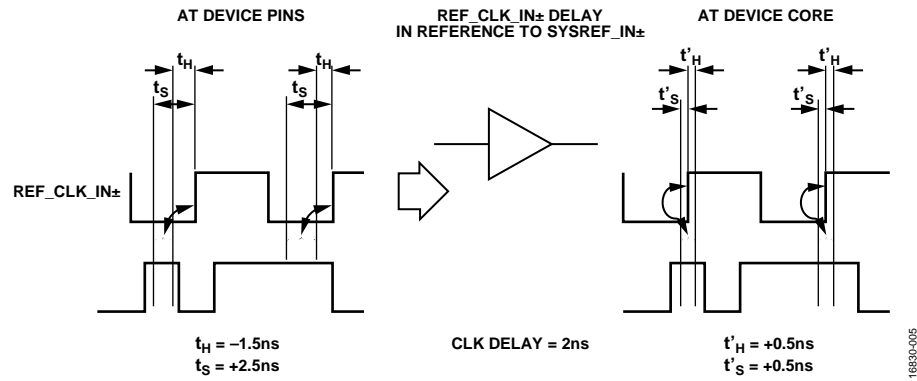 AT DEVICE PINS
REF_CLK_IN± DELAY
IN REFERENCE TO SYSREF_IN±
AT DEVICE CORE
tH
tH
t'H
t'H
tS
tS
t'S
t'S
REF_CLK_IN±
tH = –1.5ns
tS = +2.5ns
CLK DELAY = 2ns
t'H = +0.5ns
t'S = +0.5ns
16830-005